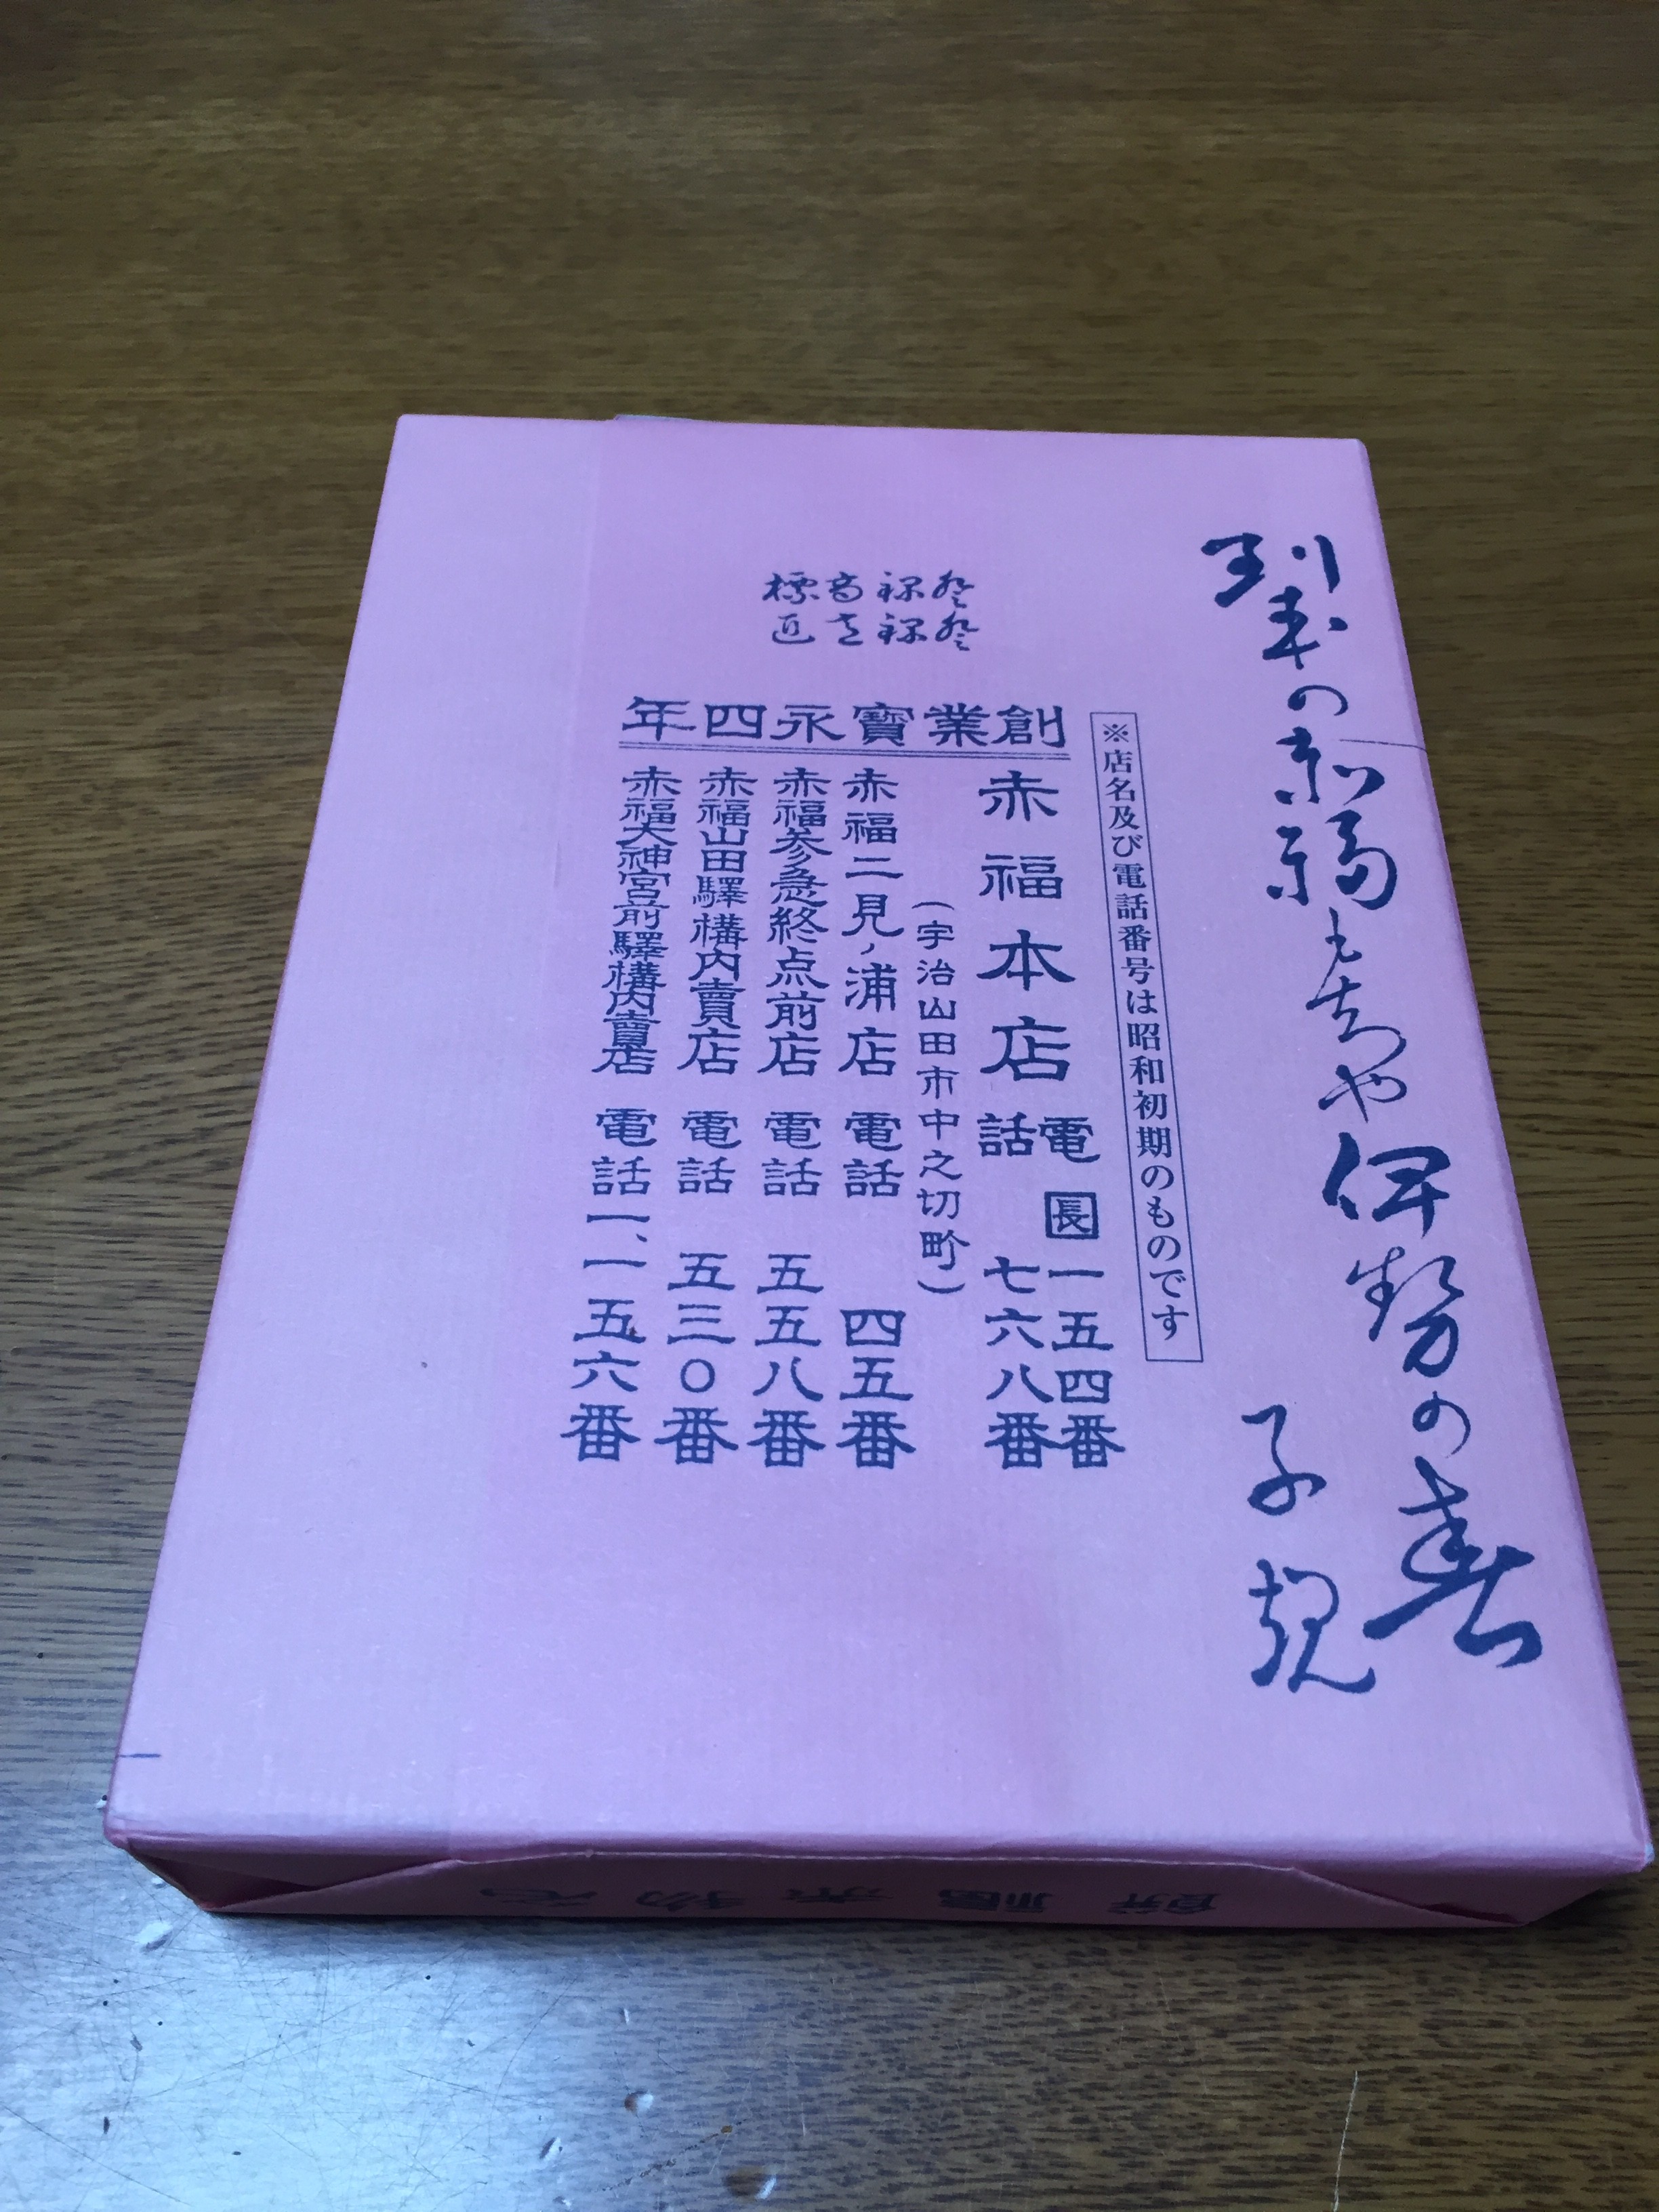 到来の赤福もちや伊勢の春
子規
※店名及び電話番号は昭和初期のものです
創業寶永四年
赤福本店 電話 長 一五四番 七六八番
(宇治山田市中之切町)
赤福二見ノ浦店 電話 四五番
赤福参急終点前店 電話 五五八番
赤福山田驛構内賣店 電話 五三〇番
赤福大神宮前驛構内賣店 電話一、一五六番